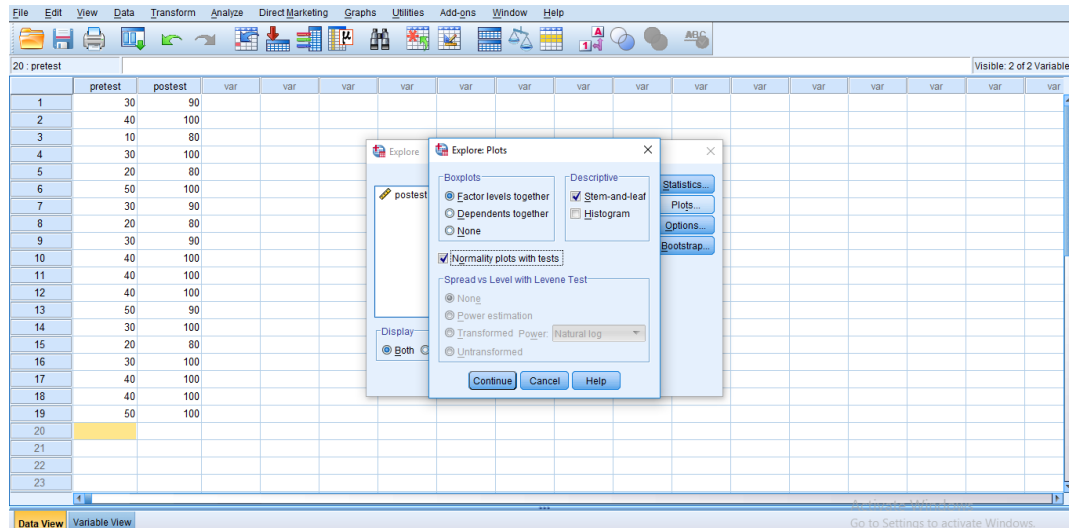 File Edit View Data Transform Analyze Direct Marketing Graphs Utilities Add-ons Window Help
20 : pretest
Visible: 2 of 2 Variable
pretest postest var var var var var var var var var var var var var var
1 30 90
2 40 100
3 10 80
4 30 100
5 20 80
6 50 100
7 30 90
8 20 80
9 30 90
10 40 100
11 40 100
12 40 100
13 50 90
14 30 100
15 20 80
16 30 100
17 40 100
18 40 100
19 50 100
20
21
22
23
Explore
postest
Display
Both
Statistics...
Plots...
Options...
Bootstrap...
Explore: Plots
Boxplots
Factor levels together
Dependents together
None
Descriptive
Stem-and-leaf
Histogram
Normality plots with tests
Spread vs Level with Levene Test
None
Power estimation
Transformed Power: Natural log
Untransformed
Continue Cancel Help
Data View Variable View
Go to Settings to activate Windows.